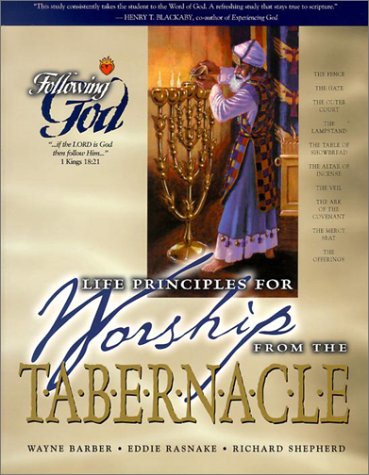 "This study consistently takes the student to the Word of God. A refreshing study that stays true to scripture."
— HENRY T. BLACKABY, co-author of Experiencing God
Following
God
"...if the LORD is God
then follow Him..."
1 Kings 18:21
THE FENCE
THE GATE
THE OUTER
COURT
THE
LAMPSTAND
THE TABLE OF
SHOWBREAD
THE ALTAR OF
INCENSE
THE VEIL
THE ARK OF
THE COVENANT
THE MERCY
SEAT
THE
OFFERINGS
LIFE PRINCIPLES FOR
Worship
FROM THE
T·A·B·E·R·N·A·C·L·E
WAYNE BARBER • EDDIE RASNAKE • RICHARD SHEPHERD